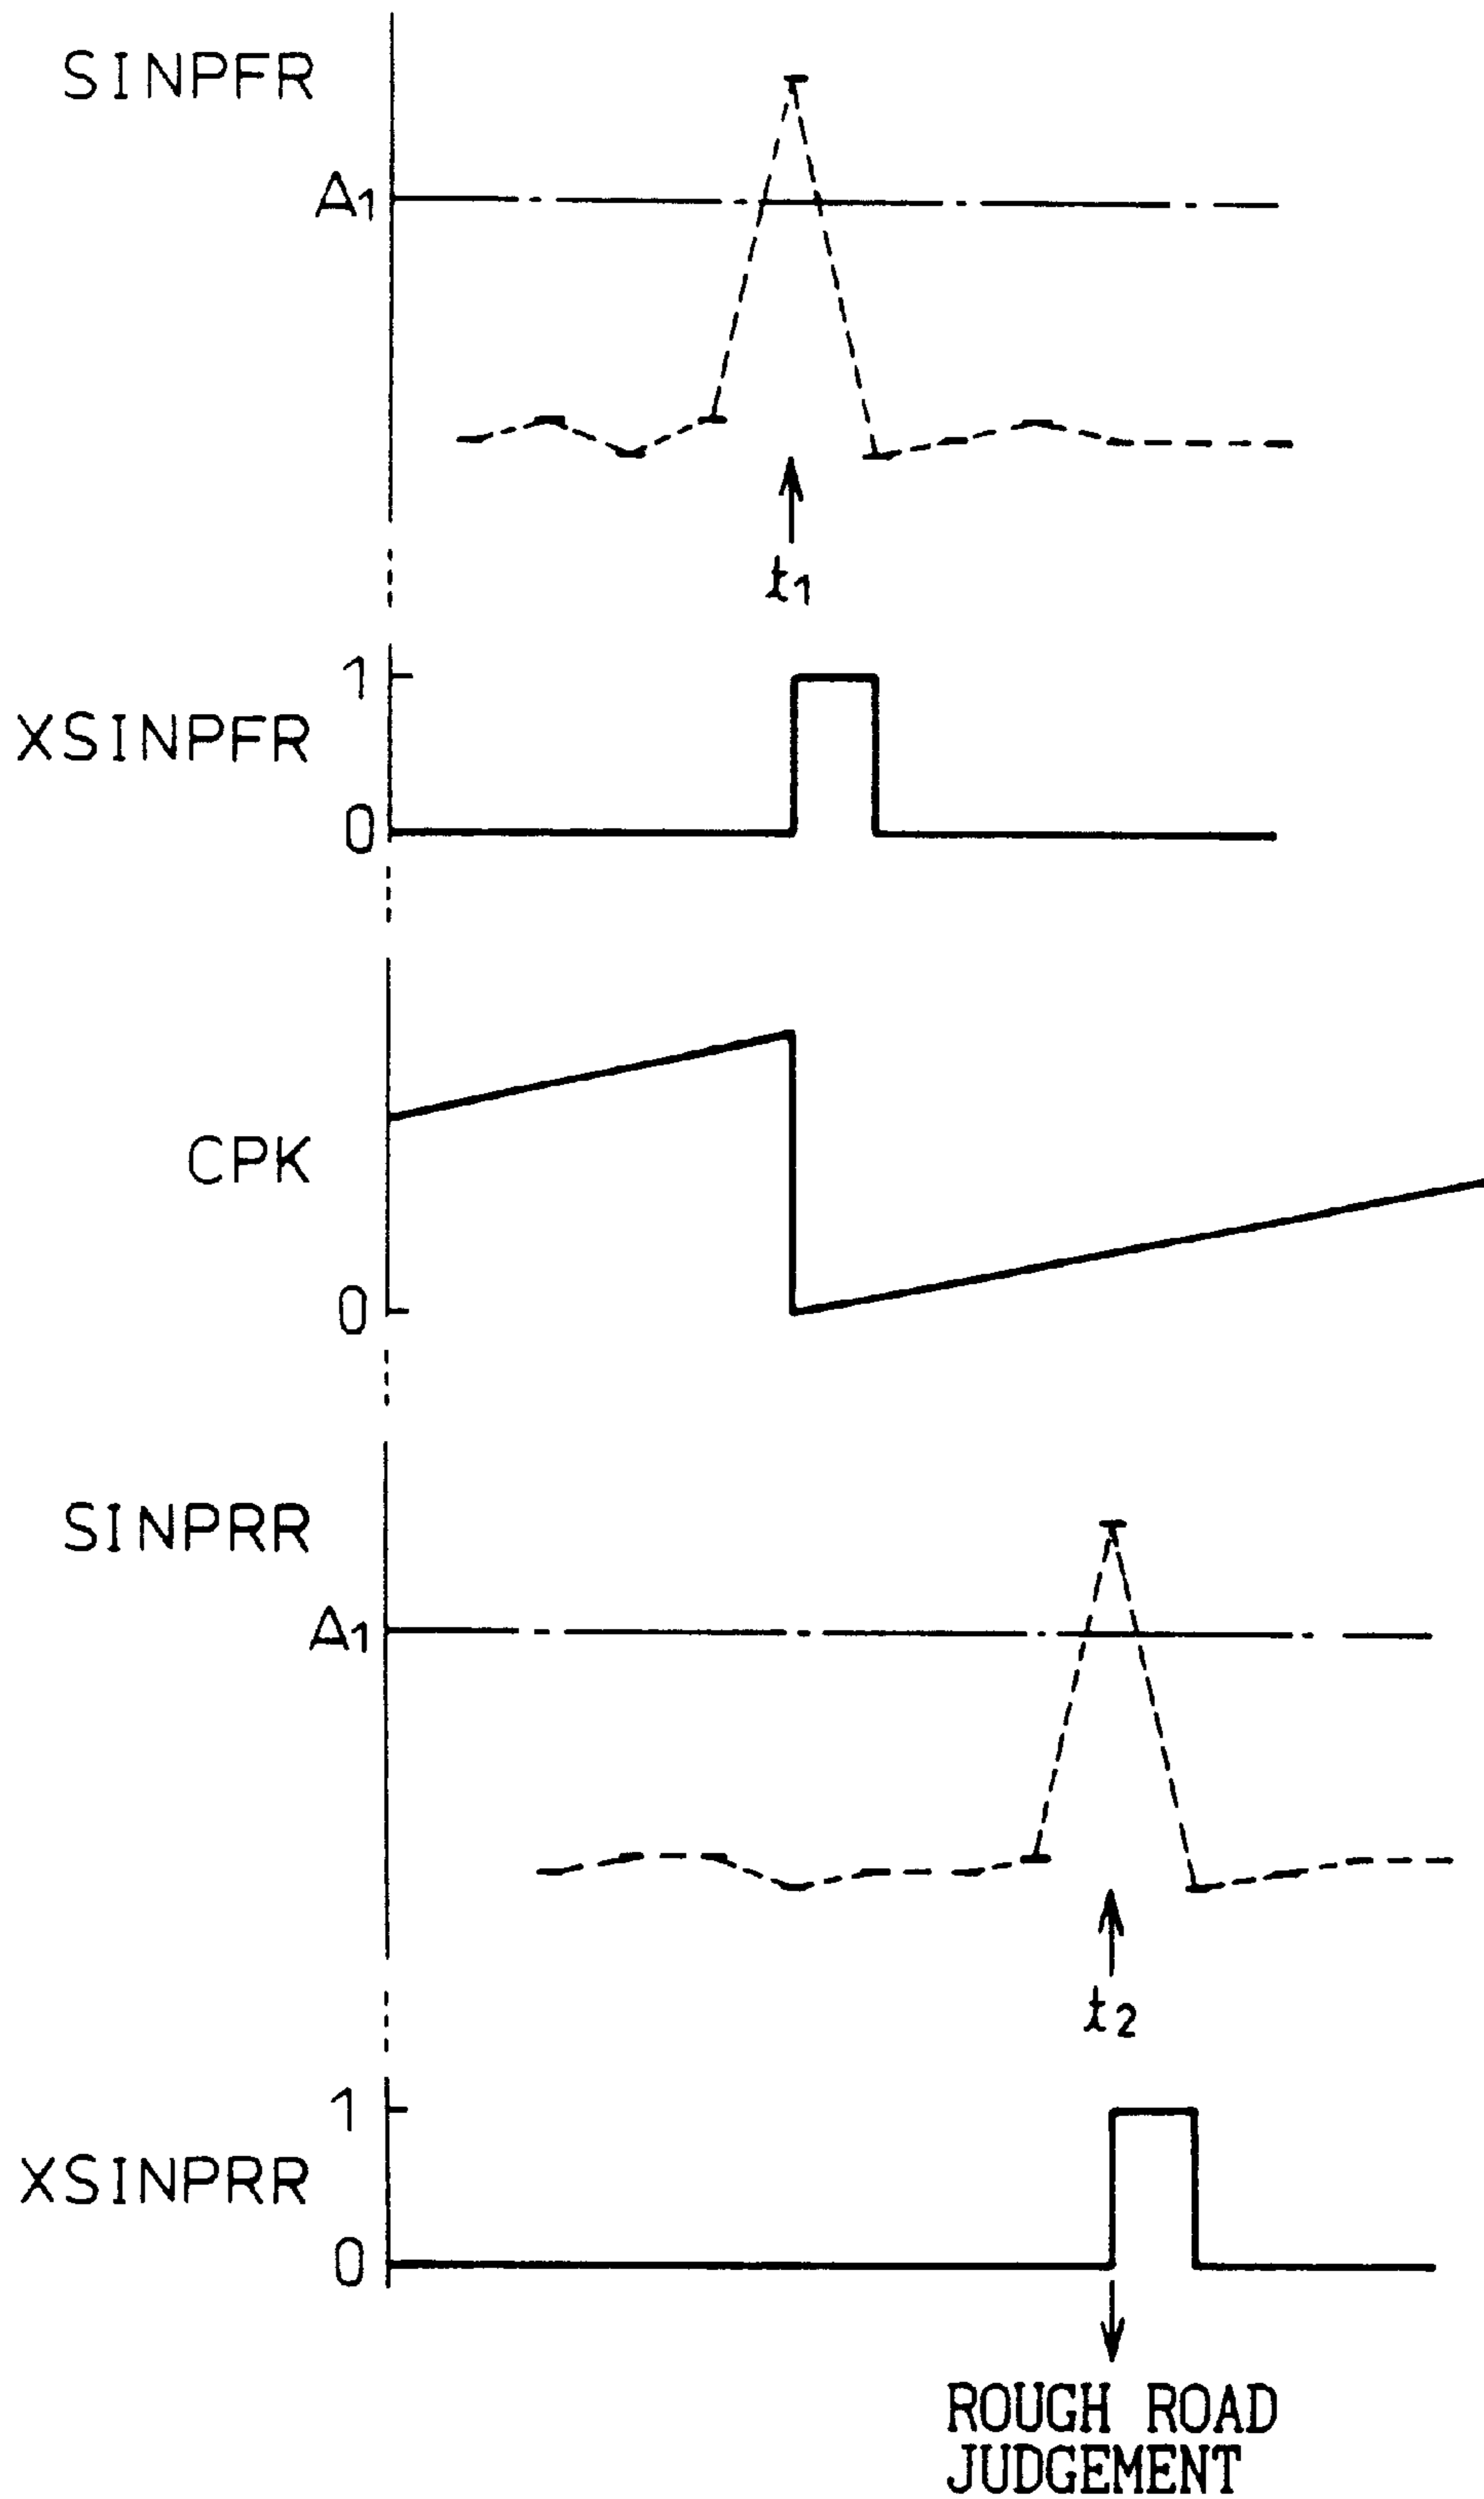 SINPFR
A1
t1
1
XSINPFR
0
CPK
0
SINPRR
A1
t2
1
XSINPRR
0
ROUGH ROAD
JUDGEMENT